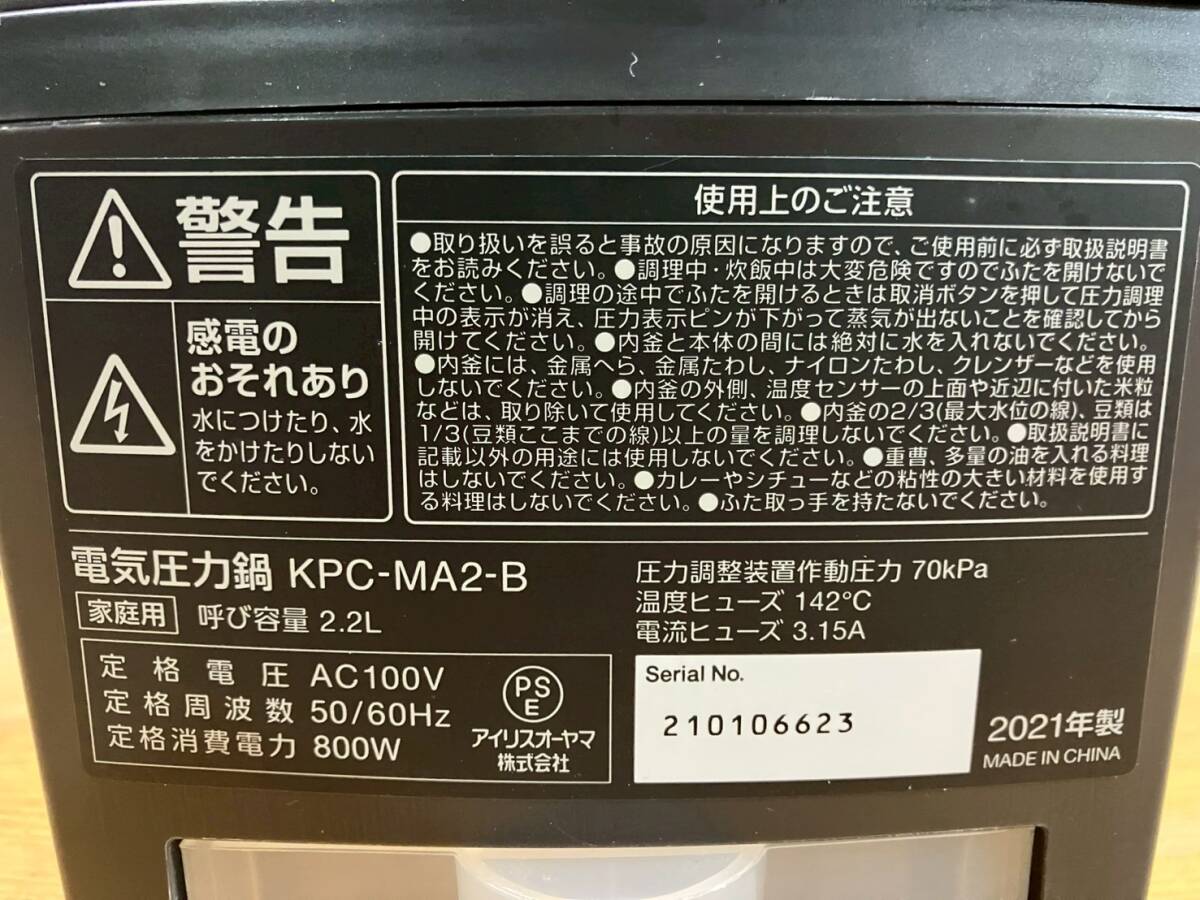 警告
感電の
おそれあり
水につけたり、水
をかけたりしない
でください。
使用上のご注意
●取り扱いを誤ると事故の原因になりますので、ご使用前に必ず取扱説明書
をお読みください。●調理中・炊飯中は大変危険ですのでふたを開けないで
ください。●調理の途中でふたを開けるときは取消ボタンを押して圧力調理
中の表示が消え、圧力表示ピンが下がって蒸気が出ないことを確認してから
開けてください。●内釜と本体の間には絶対に水を入れないでください。
●内釜には、金属へら、金属たわし、ナイロンたわし、クレンザーなどを使用
しないでください。●内釜の外側、温度センサーの上面や近辺に付いた米粒
などは、取り除いて使用してください。●内釜の2/3(最大水位の線)、豆類は
1/3(豆類ここまでの線)以上の量を調理しないでください。●取扱説明書に
記載以外の用途には使用しないでください。●重曹、多量の油を入れる料理
はしないでください。●カレーやシチューなどの粘性の大きい材料を使用す
る料理はしないでください。●ふた取っ手を持たないでください。
電気圧力鍋 KPC-MA2-B
家庭用 呼び容量 2.2L
定格電圧 AC100V
定格周波数 50/60Hz
定格消費電力 800W
PS
E
アイリスオーヤマ
株式会社
圧力調整装置作動圧力 70kPa
温度ヒューズ 142℃
電流ヒューズ 3.15A
Serial No.
210106623
2021年製
MADE IN CHINA